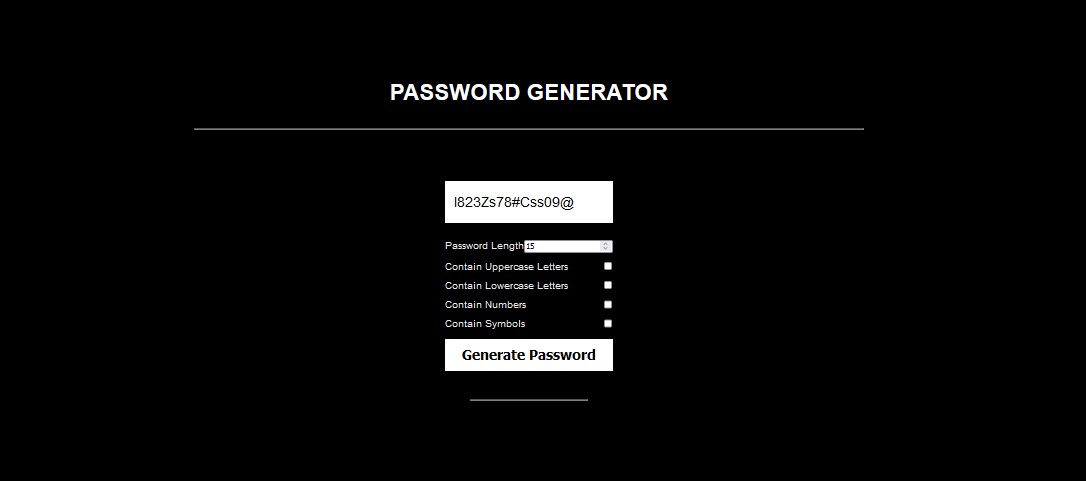 PASSWORD GENERATOR
l823Zs78#Css09@
Password Length 15
Contain Uppercase Letters
Contain Lowercase Letters
Contain Numbers
Contain Symbols
Generate Password